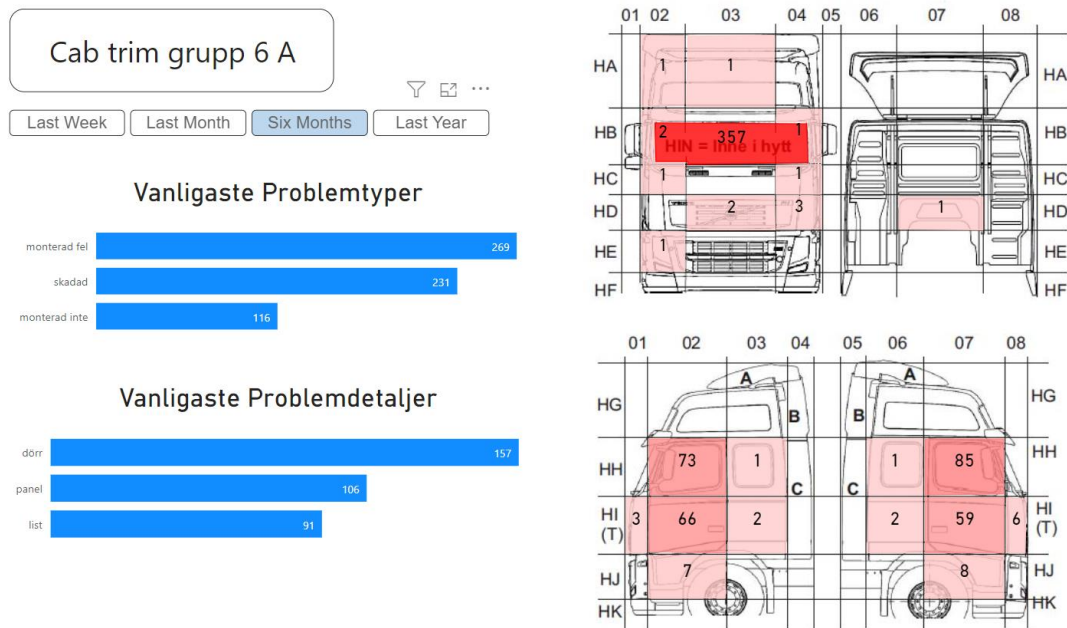 Cab trim grupp 6 A
Last Week
Last Month
Six Months
Last Year
Vanligaste Problemtyper
monterad fel 269
skadad 231
monterad inte 116
Vanligaste Problemdetaljer
dörr 157
panel 106
list 91
01 02 03 04 05 06 07 08
HA 1 1 HA
HB 2 357 1 HB
HIN = Inne i hytt
HC 1 1 HC
HD 2 3 1 HD
HE 1 HE
HF HF
01 02 03 04 05 06 07 08
A A
HG B B HG
HH 73 1 1 85 HH
C C
HI 3 66 2 2 59 6 HI
(T) (T)
HJ 7 8 HJ
HK HK